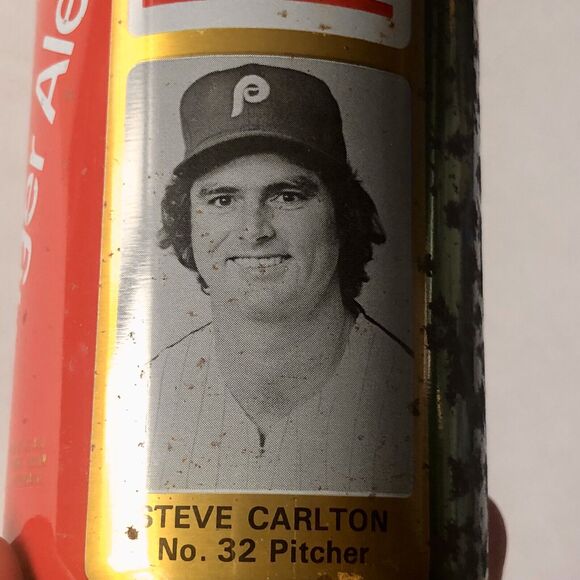 ger Ale
P
STEVE CARLTON
No. 32 Pitcher